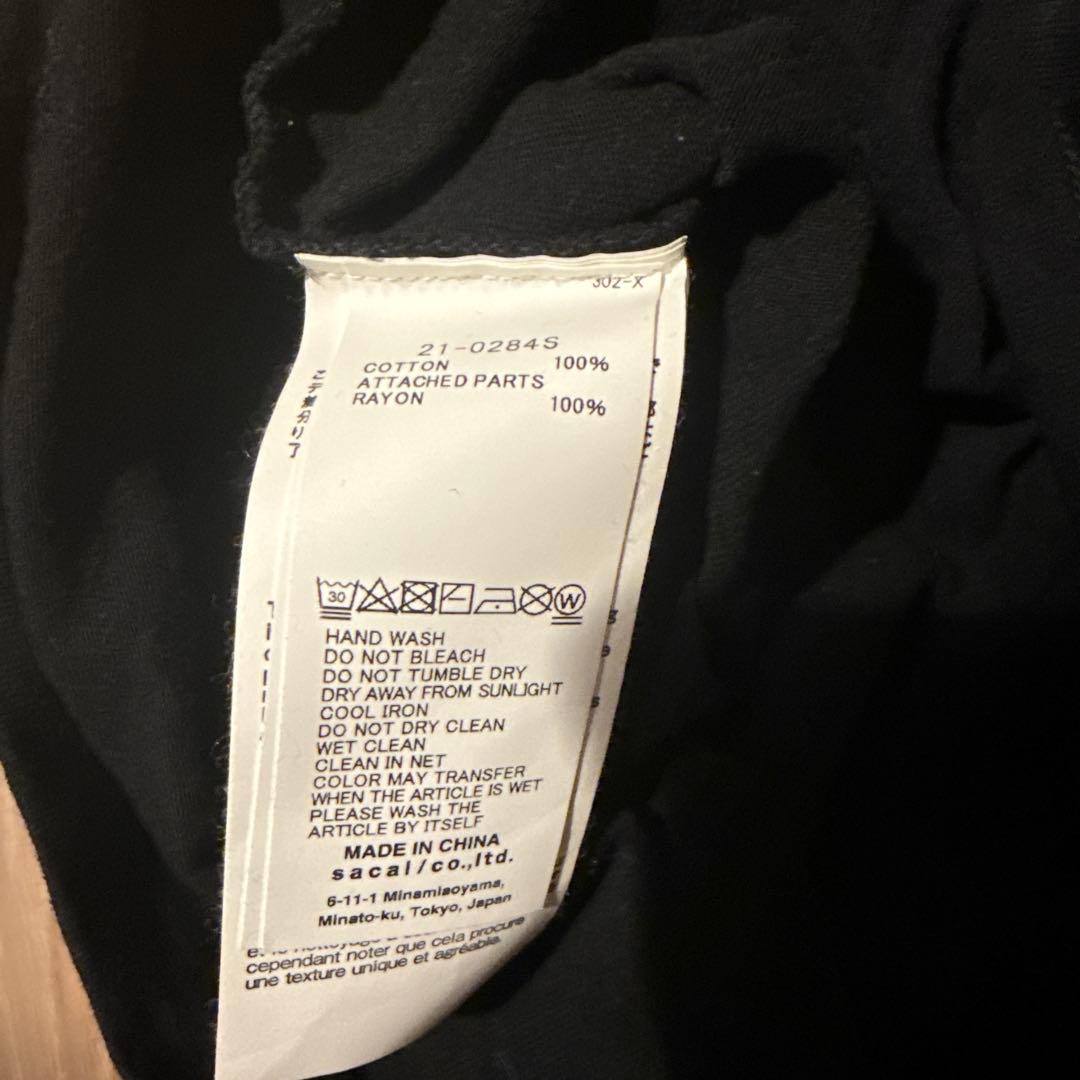 302-X
21-0284S
COTTON 100%
ATTACHED PARTS
RAYON 100%
30
W
HAND WASH
DO NOT BLEACH
DO NOT TUMBLE DRY
DRY AWAY FROM SUNLIGHT
COOL IRON
DO NOT DRY CLEAN
WET CLEAN
CLEAN IN NET
COLOR MAY TRANSFER
WHEN THE ARTICLE IS WET
PLEASE WASH THE
ARTICLE BY ITSELF
MADE IN CHINA
sacai/co.,ltd.
6-11-1 Minamiaoyama,
Minato-ku, Tokyo, Japan
cependant noter que cela procure
une texture unique et agréable.